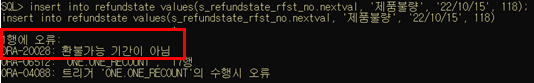 SQL> insert into refundstate values(s_refundstate_rfst_no.nextval, '제품불량', '22/10/15', 118);
insert into refundstate values(s_refundstate_rfst_no.nextval, '제품불량', '22/10/15', 118)
1행에 오류:
ORA-20028: 환불가능 기간이 아님
ORA-06512: "ONE.ONE_RECOUNT", 17행
ORA-04088: 트리거 'ONE.ONE_RECOUNT'의 수행시 오류